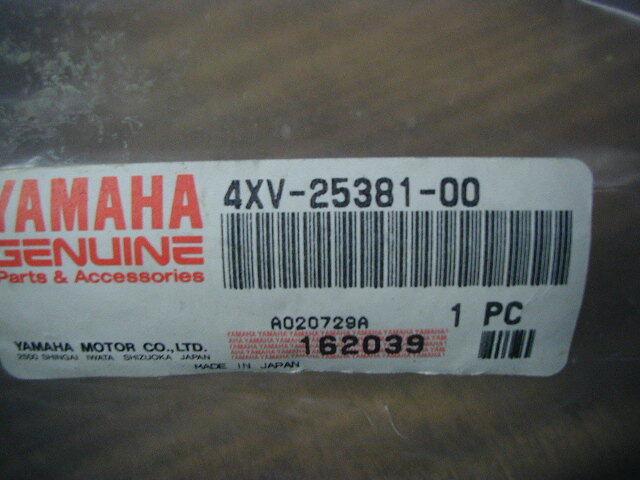 YAMAHA
GENUINE
Parts & Accessories
4XV-25381-00
A020729A
1 PC
YAMAHA MOTOR CO., LTD.
2500 SHINGAI IWATA SHIZUOKA JAPAN
162039
MADE IN JAPAN